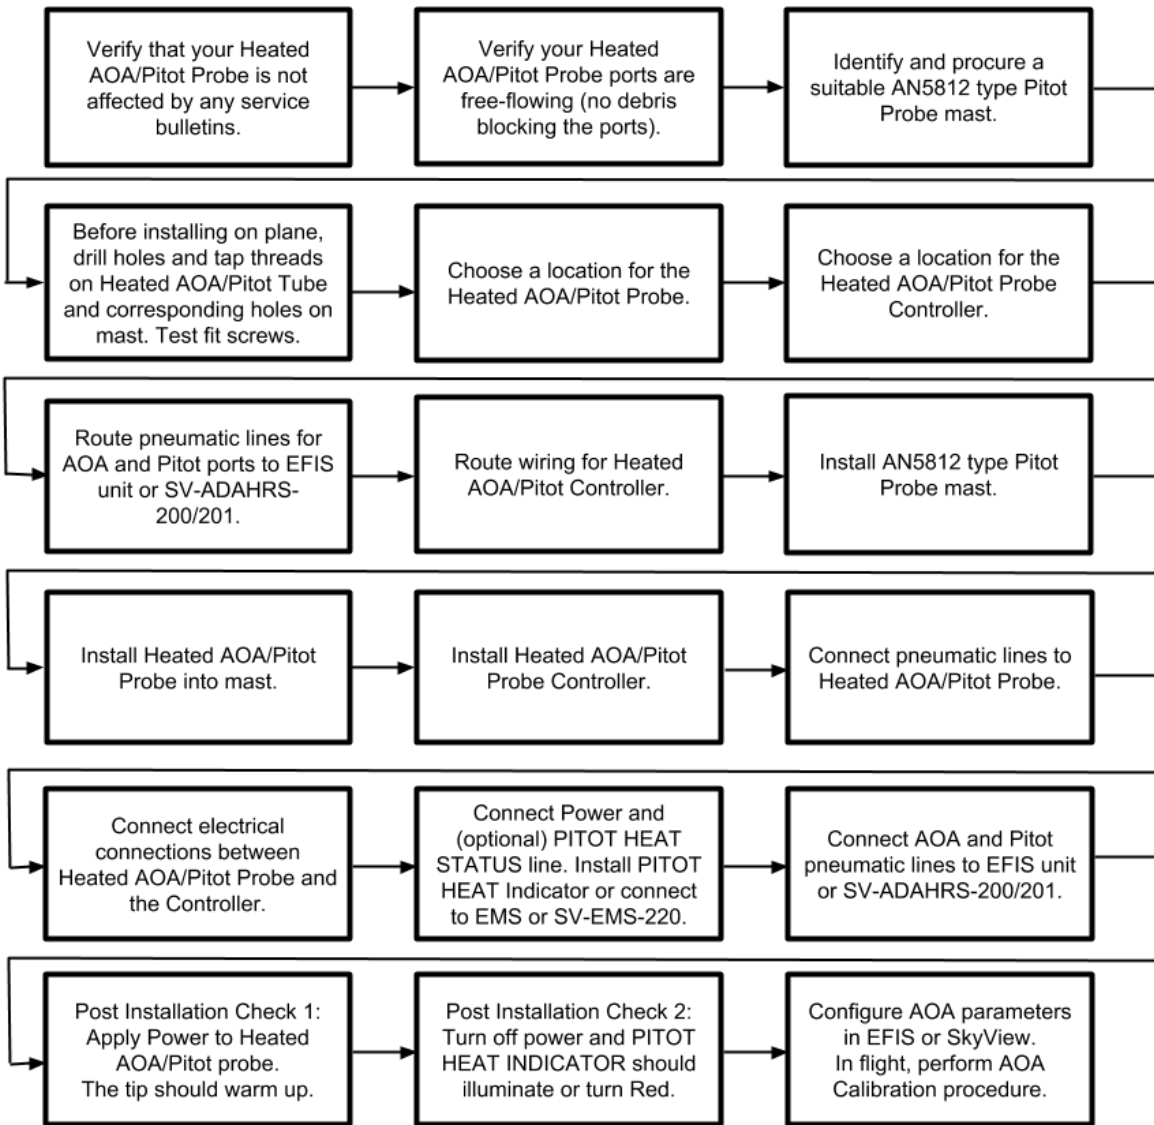 Verify that your Heated
AOA/Pitot Probe is not
affected by any service
bulletins.
Verify your Heated
AOA/Pitot Probe ports are
free-flowing (no debris
blocking the ports).
Identify and procure a
suitable AN5812 type Pitot
Probe mast.
Before installing on plane,
drill holes and tap threads
on Heated AOA/Pitot Tube
and corresponding holes on
mast. Test fit screws.
Choose a location for the
Heated AOA/Pitot Probe.
Choose a location for the
Heated AOA/Pitot Probe
Controller.
Route pneumatic lines for
AOA and Pitot ports to EFIS
unit or SV-ADAHRS-
200/201.
Route wiring for Heated
AOA/Pitot Controller.
Install AN5812 type Pitot
Probe mast.
Install Heated AOA/Pitot
Probe into mast.
Install Heated AOA/Pitot
Probe Controller.
Connect pneumatic lines to
Heated AOA/Pitot Probe.
Connect electrical
connections between
Heated AOA/Pitot Probe and
the Controller.
Connect Power and
(optional) PITOT HEAT
STATUS line. Install PITOT
HEAT Indicator or connect
to EMS or SV-EMS-220.
Connect AOA and Pitot
pneumatic lines to EFIS unit
or SV-ADAHRS-200/201.
Post Installation Check 1:
Apply Power to Heated
AOA/Pitot probe.
The tip should warm up.
Post Installation Check 2:
Turn off power and PITOT
HEAT INDICATOR should
illuminate or turn Red.
Configure AOA parameters
in EFIS or SkyView.
In flight, perform AOA
Calibration procedure.